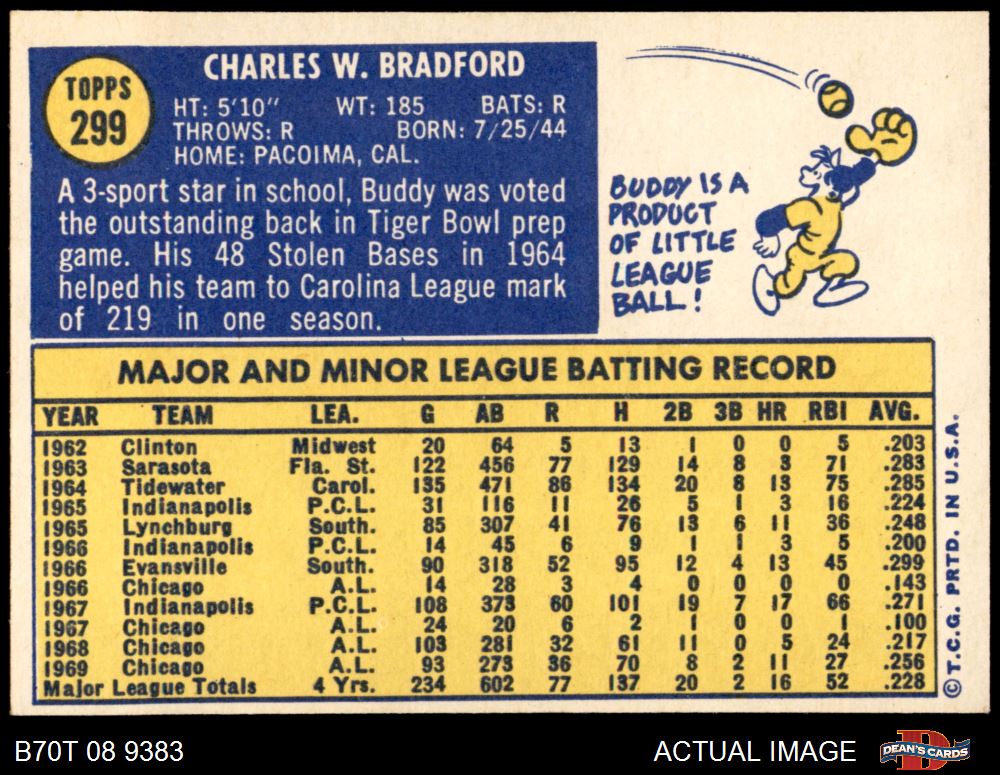 TOPPS
299
CHARLES W. BRADFORD
HT: 5'10" WT: 185 BATS: R
THROWS: R BORN: 7/25/44
HOME: PACOIMA, CAL.
A 3-sport star in school, Buddy was voted
the outstanding back in Tiger Bowl prep
game. His 48 Stolen Bases in 1964
helped his team to Carolina League mark
of 219 in one season.
BUDDY IS A
PRODUCT
OF LITTLE
LEAGUE
BALL!
MAJOR AND MINOR LEAGUE BATTING RECORD
YEAR TEAM LEA. G AB R H 2B 3B HR RBI AVG.
1962 Clinton Midwest 20 64 5 13 1 0 0 5 .203
1963 Sarasota Fla. St. 122 456 77 129 14 8 3 71 .283
1964 Tidewater Carol. 135 471 86 134 20 8 13 75 .285
1965 Indianapolis P.C.L. 31 116 11 26 5 1 3 16 .224
1965 Lynchburg South. 85 307 41 76 13 6 11 36 .248
1966 Indianapolis P.C.L. 14 45 6 9 1 1 3 5 .200
1966 Evansville South. 90 318 52 95 12 4 13 45 .299
1966 Chicago A.L. 14 28 3 4 0 0 0 0 .143
1967 Indianapolis P.C.L. 108 373 60 101 19 7 17 66 .271
1967 Chicago A.L. 24 20 6 2 1 0 0 1 .100
1968 Chicago A.L. 103 281 32 61 11 0 5 24 .217
1969 Chicago A.L. 93 273 36 70 8 2 11 27 .256
Major League Totals 4 Yrs. 234 602 77 137 20 2 16 52 .228
© T.C.G. PRTD. IN U.S.A.
B70T 08 9383
ACTUAL IMAGE
DEAN'S CARDS